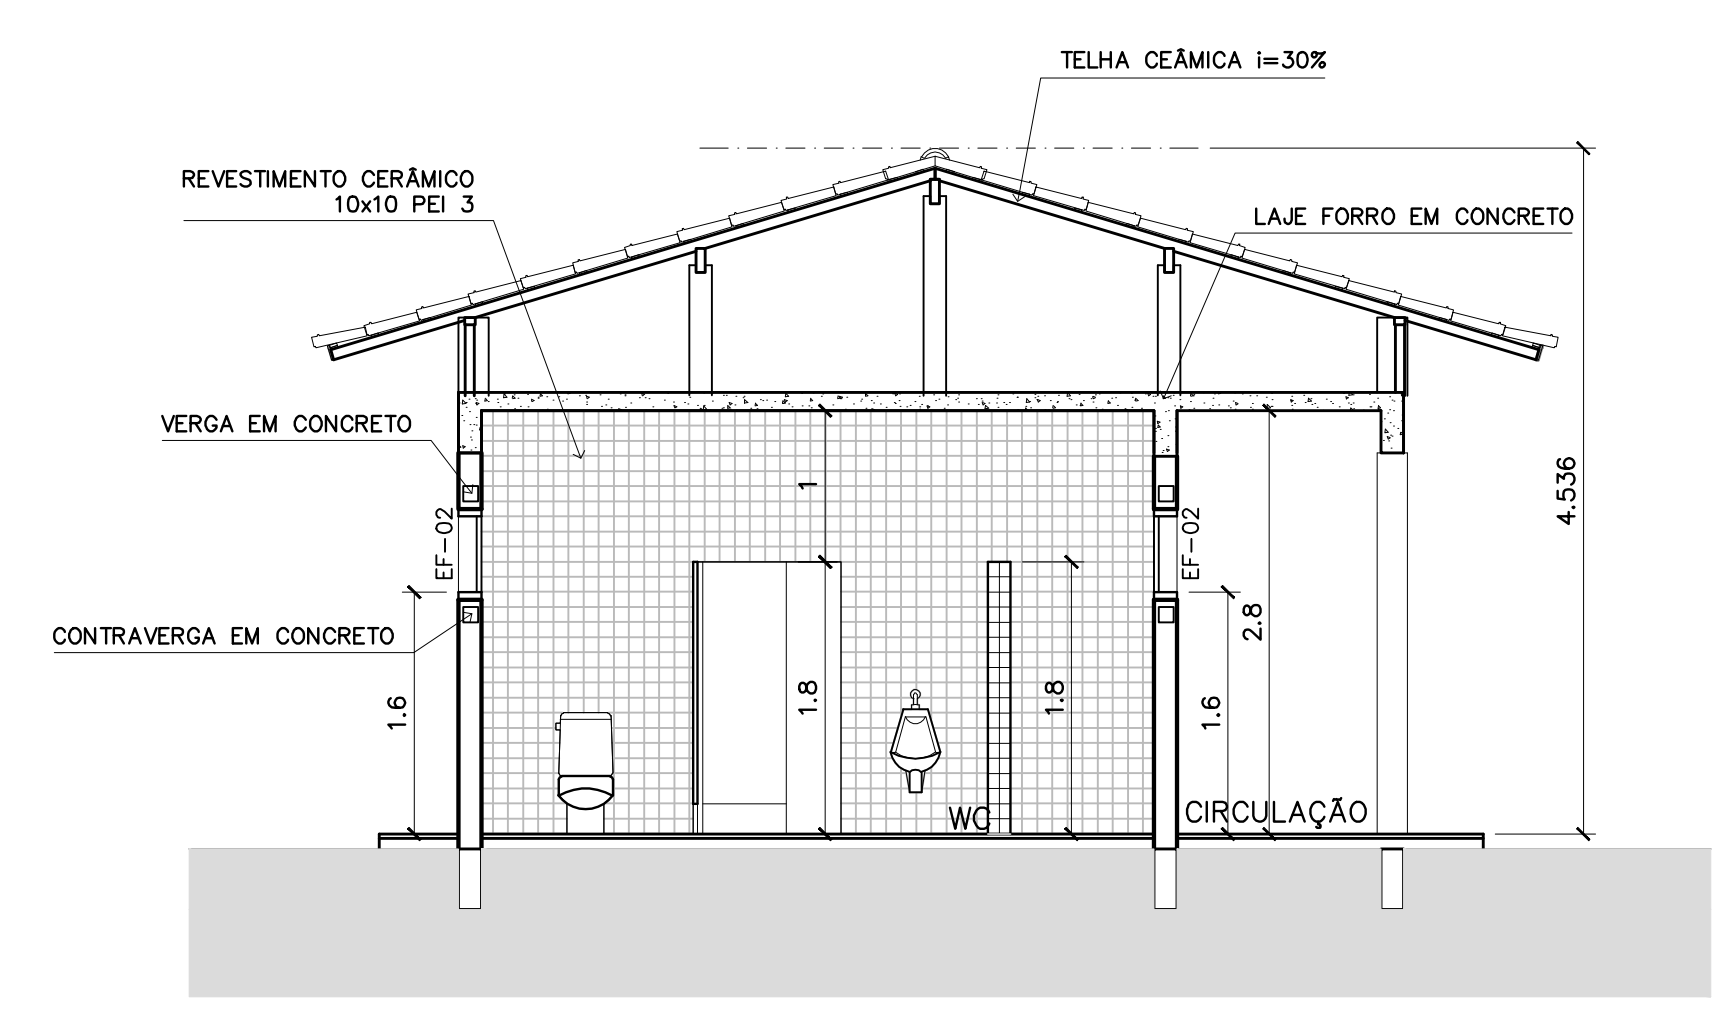 TELHA CEÂMICA i=30%
REVESTIMENTO CERÂMICO
10x10 PEI 3
LAJE FORRO EM CONCRETO
VERGA EM CONCRETO
1
4.536
EF-02
EF-02
2.8
CONTRAVERGA EM CONCRETO
1.6
1.8
1.8
1.6
WC
CIRCULAÇÃO